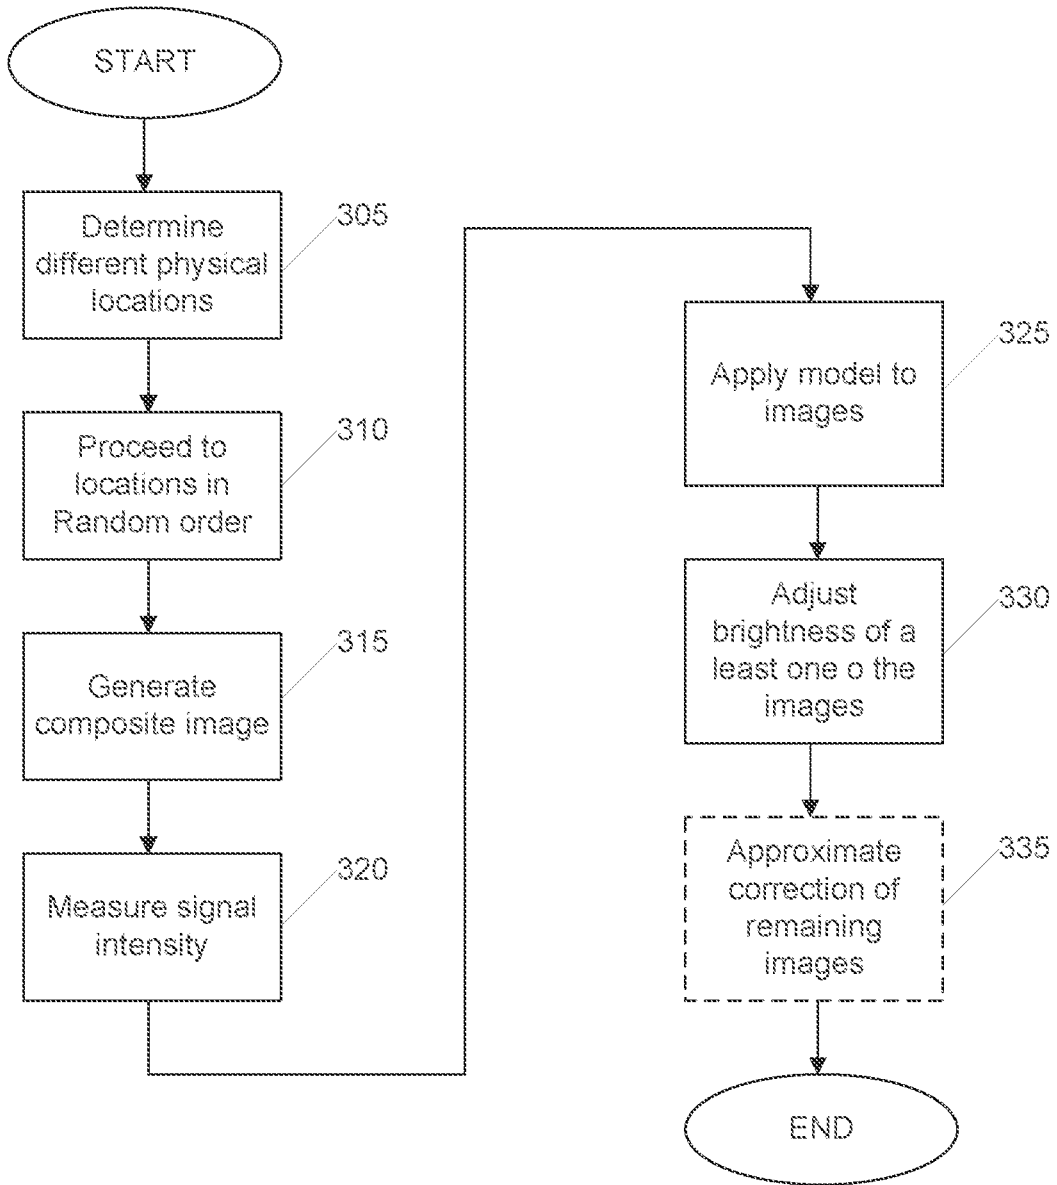 START
Determine
different physical
locations
305
Proceed to
locations in
Random order
310
Generate
composite image
315
Measure signal
intensity
320
Apply model to
images
325
Adjust
brightness of a
least one o the
images
330
Approximate
correction of
remaining
images
335
END